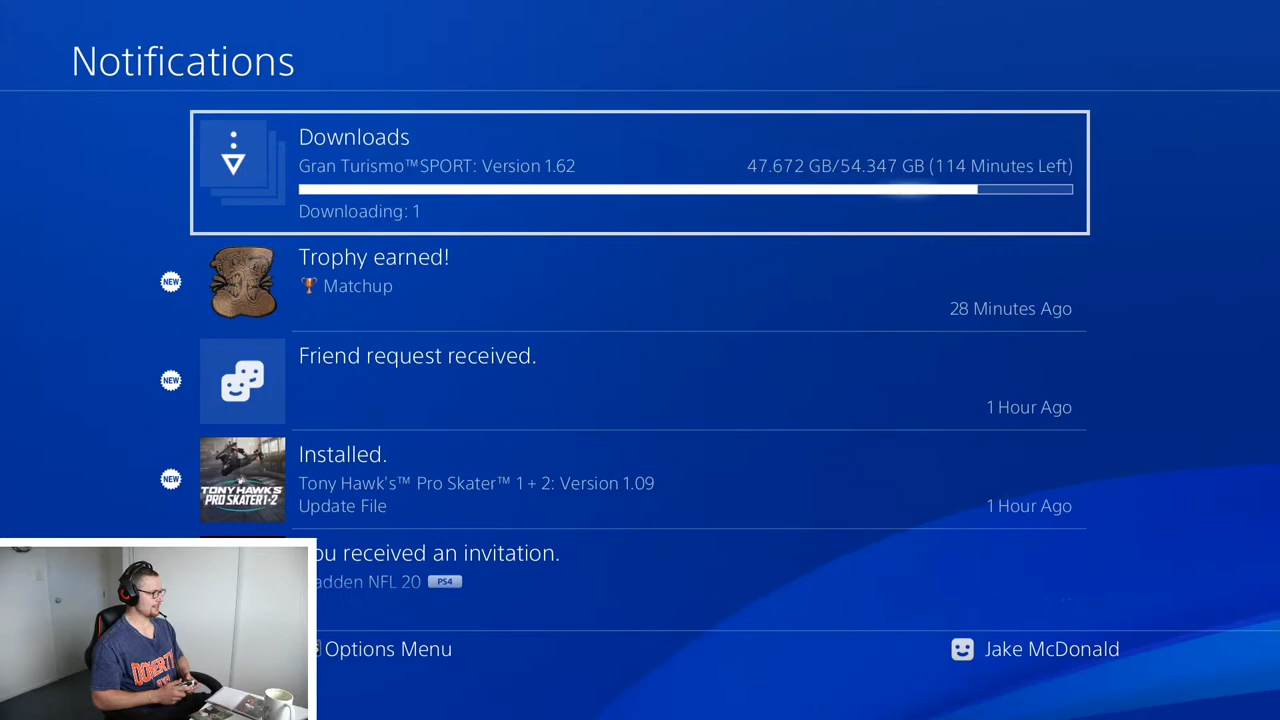 Notifications
Downloads
Gran Turismo™SPORT: Version 1.62
47.672 GB/54.347 GB (114 Minutes Left)
Downloading: 1
NEW
Trophy earned!
Matchup
28 Minutes Ago
NEW
Friend request received.
1 Hour Ago
NEW
TONY HAWK'S
PRO SKATER 1+2
Installed.
Tony Hawk's™ Pro Skater™ 1 + 2: Version 1.09
Update File
1 Hour Ago
ou received an invitation.
adden NFL 20 PS4
DOHERTY
Options Menu
Jake McDonald